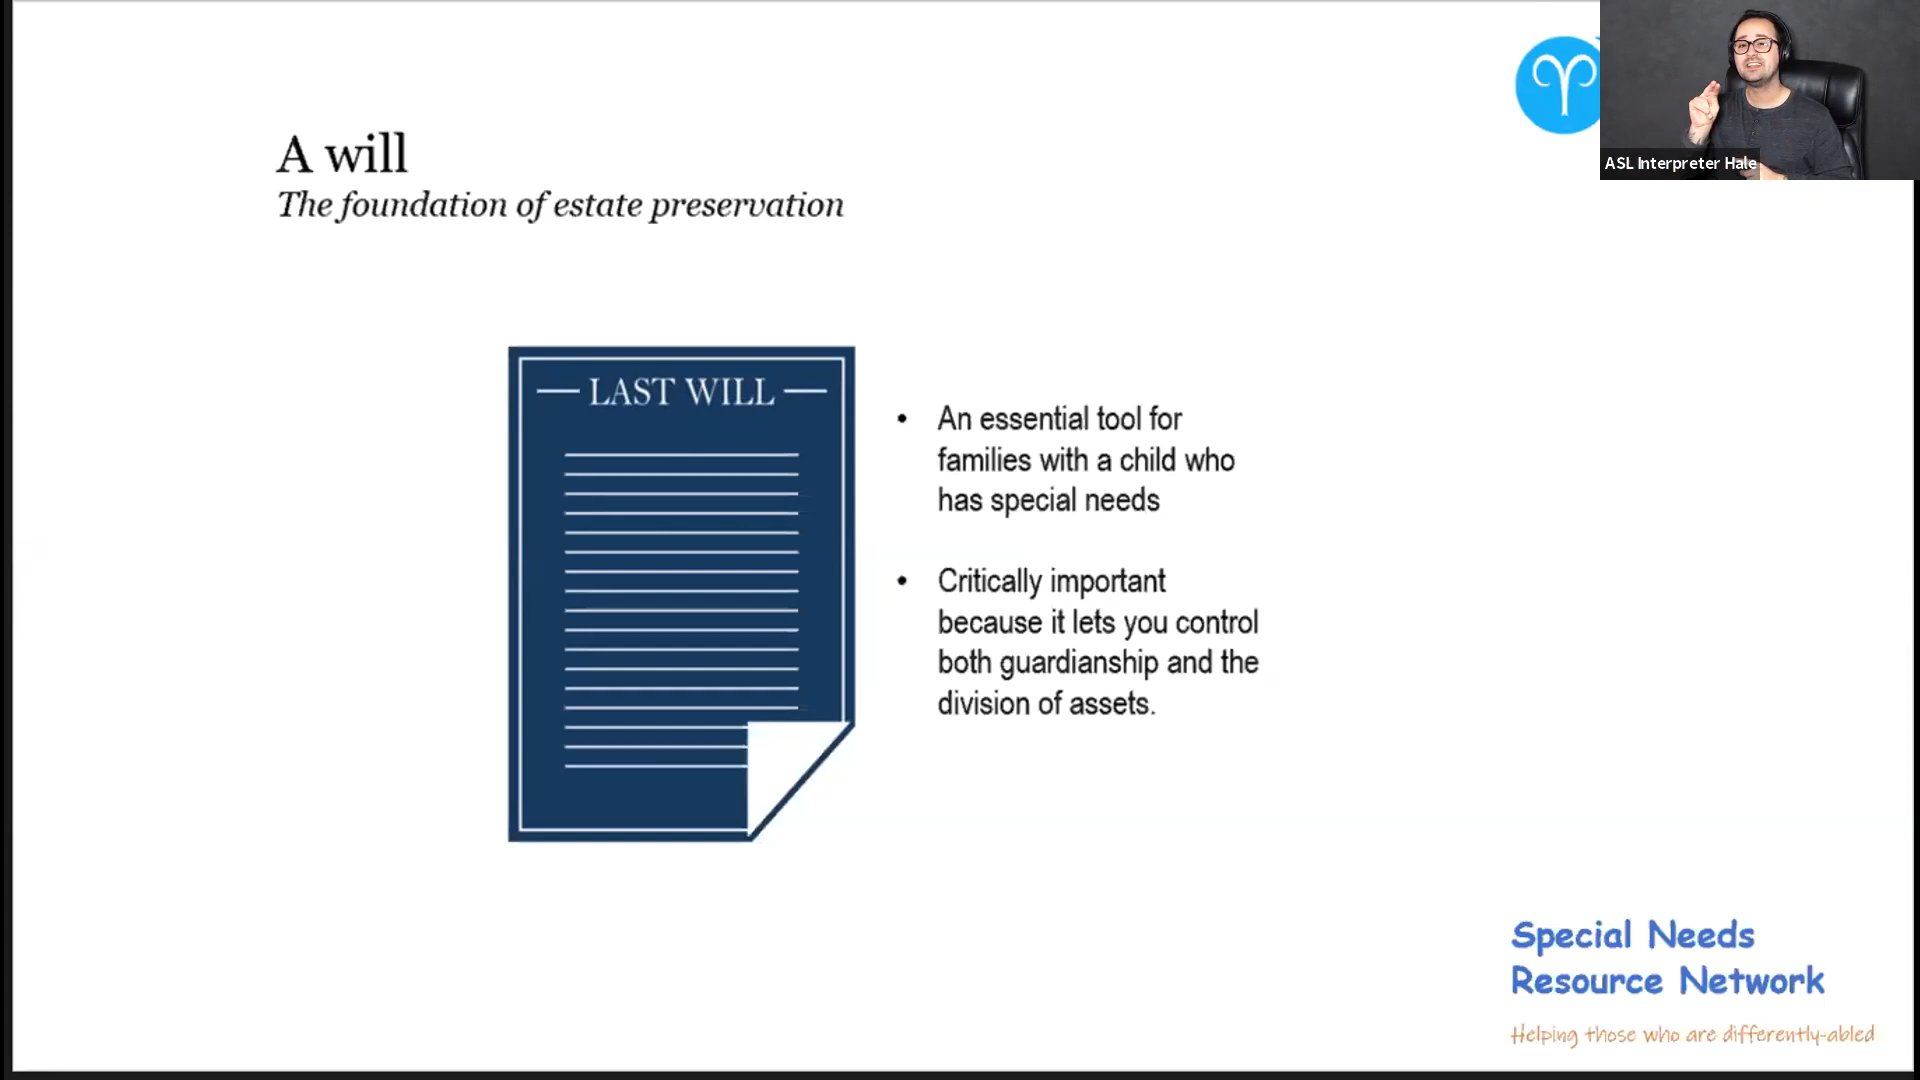 A will
The foundation of estate preservation
ASL Interpreter Hale
LAST WILL
• An essential tool for
families with a child who
has special needs
• Critically important
because it lets you control
both guardianship and the
division of assets.
Special Needs
Resource Network
Helping those who are differently-abled